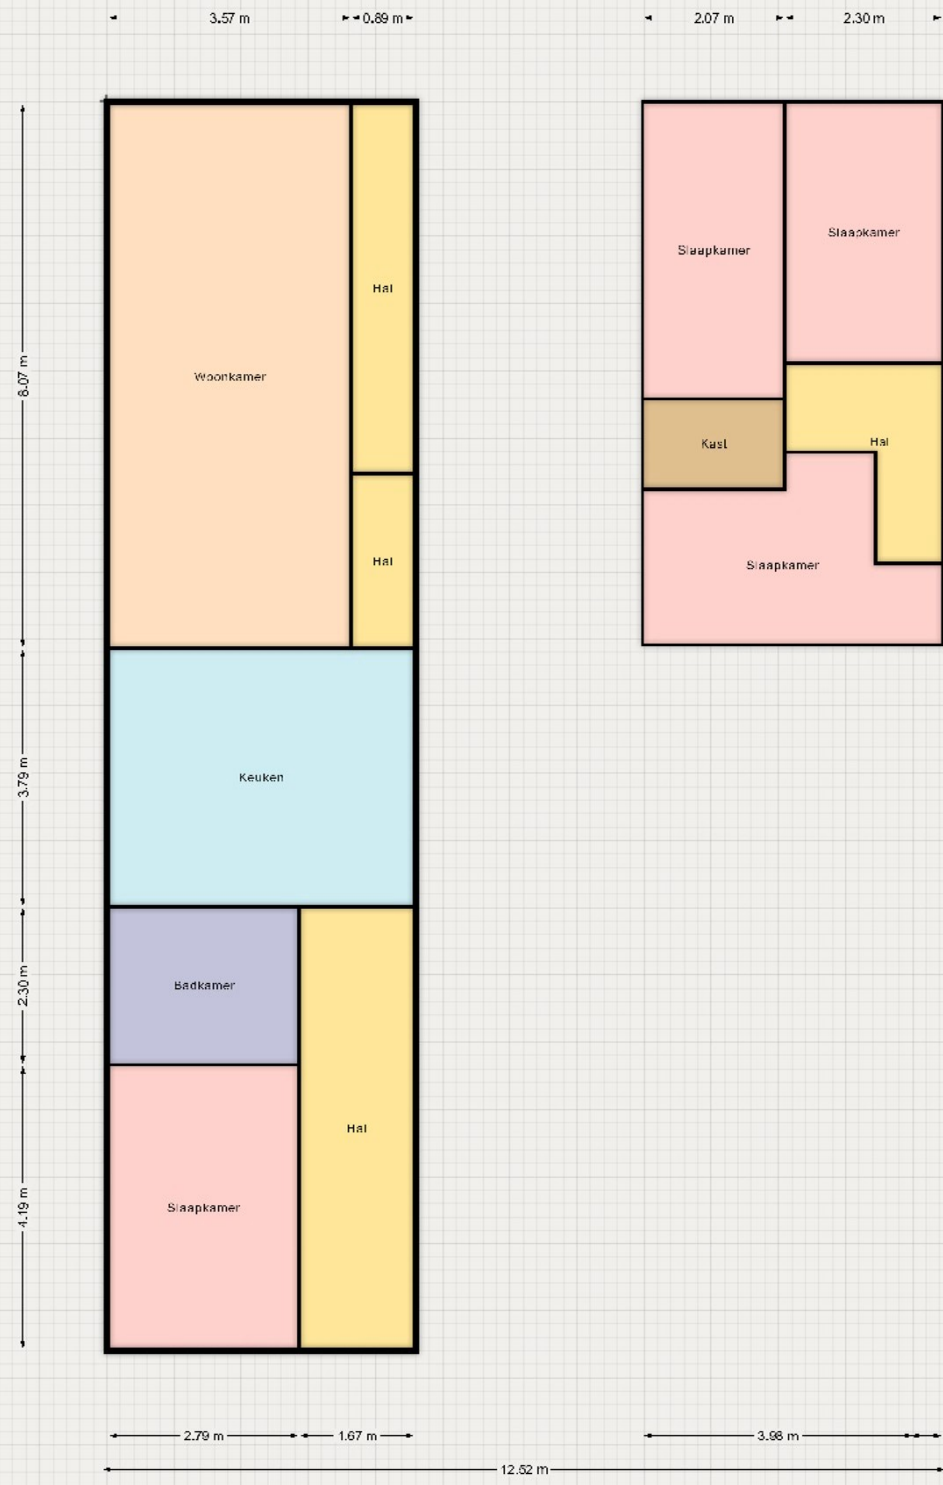 3.57 m
0.89 m
2.07 m
2.30 m
Slaapkamer
Slaapkamer
Hal
8.07 m
Woonkamer
Hal
Kast
Hal
Slaapkamer
3.79 m
Keuken
2.30 m
Badkamer
Hal
4.19 m
Slaapkamer
2.79 m
1.67 m
3.98 m
12.52 m